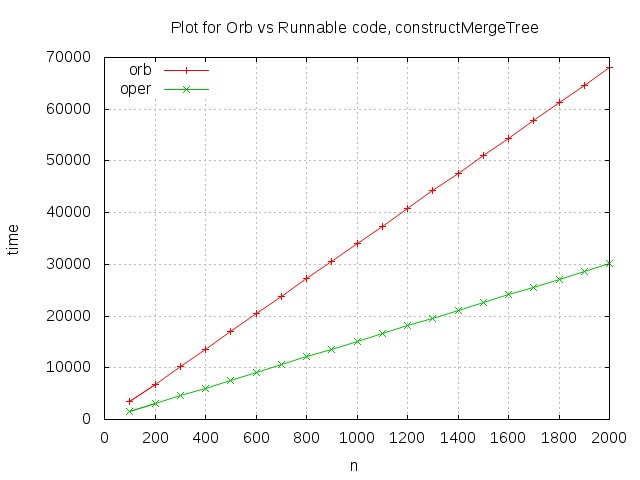 Plot for Orb vs Runnable code, constructMergeTree
70000
60000
50000
40000
30000
20000
10000
0
orb
oper
time
0 200 400 600 800 1000 1200 1400 1600 1800 2000
n